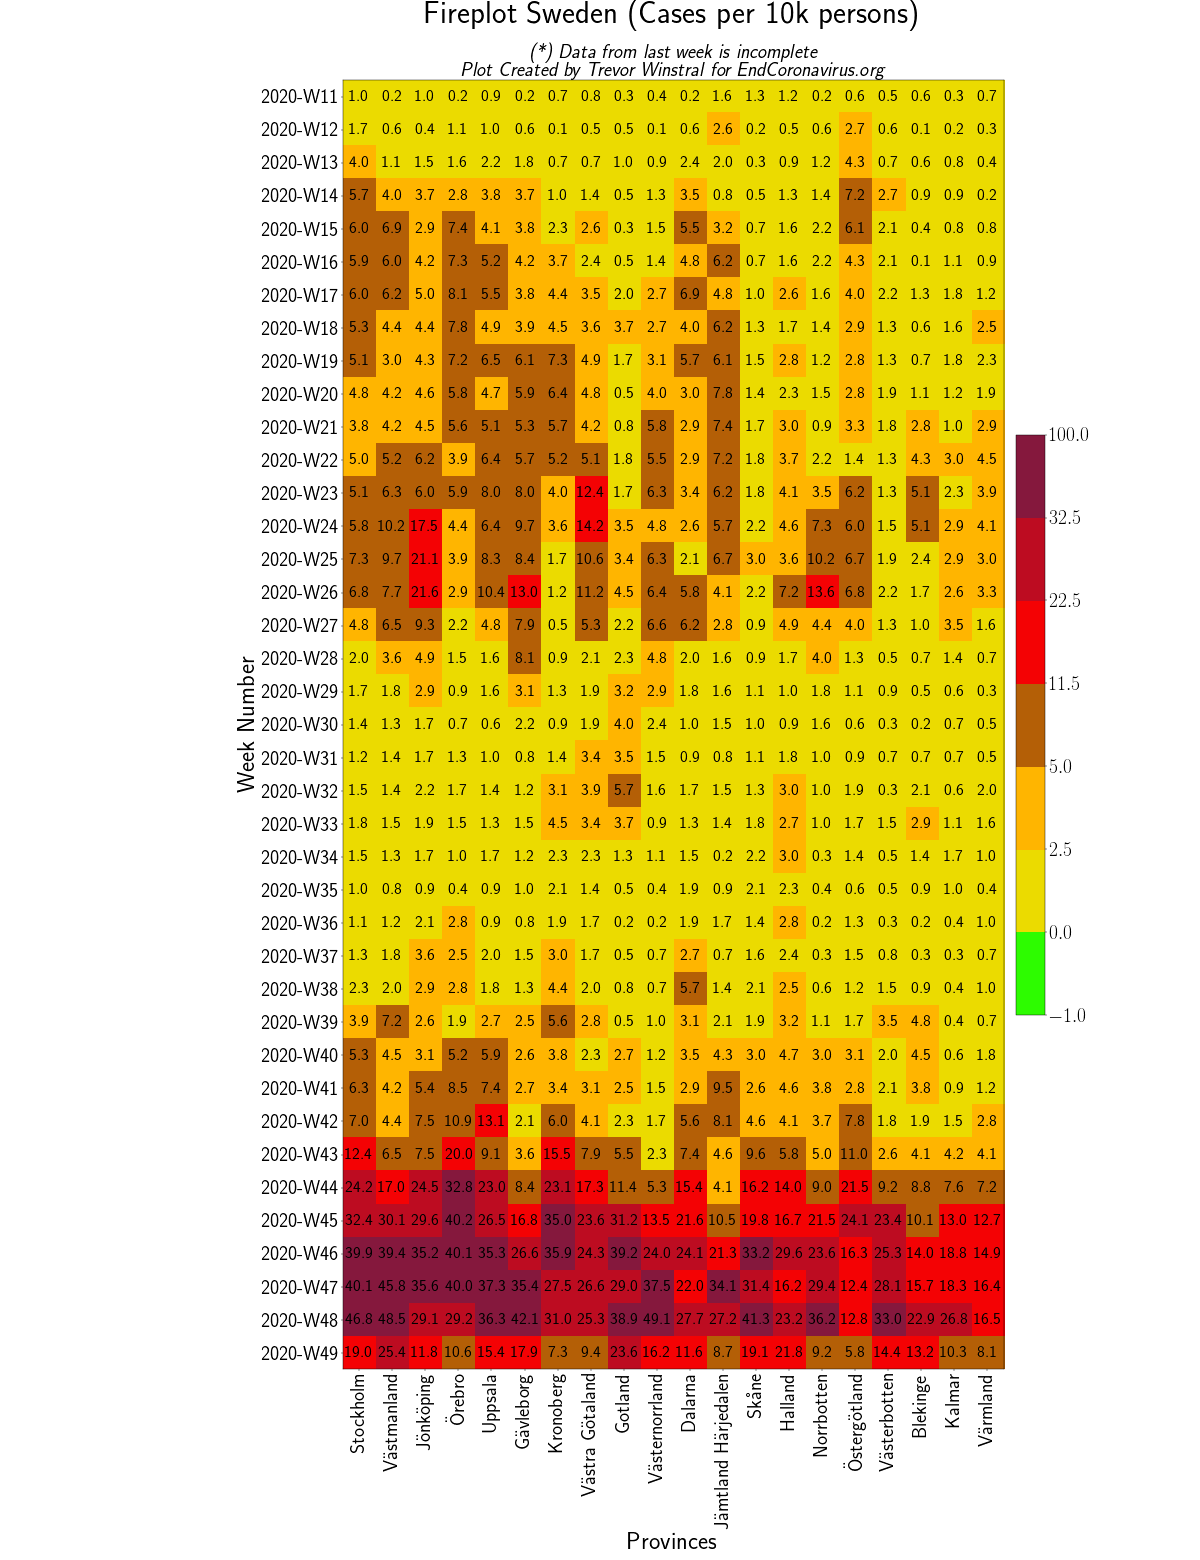 Fireplot Sweden (Cases per 10k persons)
(*) Data from last week is incomplete
Plot Created by Trevor Winstral for EndCoronavirus.org
2020-W11 1.0 0.2 1.0 0.2 0.9 0.2 0.7 0.8 0.3 0.4 0.2 1.6 1.3 1.2 0.2 0.6 0.5 0.6 0.3 0.7
2020-W12 1.7 0.6 0.4 1.1 1.0 0.6 0.1 0.5 0.5 0.1 0.6 2.6 0.2 0.5 0.6 2.7 0.6 0.1 0.2 0.3
2020-W13 4.0 1.1 1.5 1.6 2.2 1.8 0.7 0.7 1.0 0.9 2.4 2.0 0.3 0.9 1.2 4.3 0.7 0.6 0.8 0.4
2020-W14 5.7 4.0 3.7 2.8 3.8 3.7 1.0 1.4 0.5 1.3 3.5 0.8 0.5 1.3 1.4 7.2 2.7 0.9 0.9 0.2
2020-W15 6.0 6.9 2.9 7.4 4.1 3.8 2.3 2.6 0.3 1.5 5.5 3.2 0.7 1.6 2.2 6.1 2.1 0.4 0.8 0.8
2020-W16 5.9 6.0 4.2 7.3 5.2 4.2 3.7 2.4 0.5 1.4 4.8 6.2 0.7 1.6 2.2 4.3 2.1 0.1 1.1 0.9
2020-W17 6.0 6.2 5.0 8.1 5.5 3.8 4.4 3.5 2.0 2.7 6.9 4.8 1.0 2.6 1.6 4.0 2.2 1.3 1.8 1.2
2020-W18 5.3 4.4 4.4 7.8 4.9 3.9 4.5 3.6 3.7 2.7 4.0 6.2 1.3 1.7 1.4 2.9 1.3 0.6 1.6 2.5
2020-W19 5.1 3.0 4.3 7.2 6.5 6.1 7.3 4.9 1.7 3.1 5.7 6.1 1.5 2.8 1.2 2.8 1.3 0.7 1.8 2.3
2020-W20 4.8 4.2 4.6 5.8 4.7 5.9 6.4 4.8 0.5 4.0 3.0 7.8 1.4 2.3 1.5 2.8 1.9 1.1 1.2 1.9
2020-W21 3.8 4.2 4.5 5.6 5.1 5.3 5.7 4.2 0.8 5.8 2.9 7.4 1.7 3.0 0.9 3.3 1.8 2.8 1.0 2.9
2020-W22 5.0 5.2 6.2 3.9 6.4 5.7 5.2 5.1 1.8 5.5 2.9 7.2 1.8 3.7 2.2 1.4 1.3 4.3 3.0 4.5
2020-W23 5.1 6.3 6.0 5.9 8.0 8.0 4.0 12.4 1.7 6.3 3.4 6.2 1.8 4.1 3.5 6.2 1.3 5.1 2.3 3.9
2020-W24 5.8 10.2 17.5 4.4 6.4 9.7 3.6 14.2 3.5 4.8 2.6 5.7 2.2 4.6 7.3 6.0 1.5 5.1 2.9 4.1
2020-W25 7.3 9.7 21.1 3.9 8.3 8.4 1.7 10.6 3.4 6.3 2.1 6.7 3.0 3.6 10.2 6.7 1.9 2.4 2.9 3.0
2020-W26 6.8 7.7 21.6 2.9 10.4 13.0 1.2 11.2 4.5 6.4 5.8 4.1 2.2 7.2 13.6 6.8 2.2 1.7 2.6 3.3
2020-W27 4.8 6.5 9.3 2.2 4.8 7.9 0.5 5.3 2.2 6.6 6.2 2.8 0.9 4.9 4.4 4.0 1.3 1.0 3.5 1.6
2020-W28 2.0 3.6 4.9 1.5 1.6 8.1 0.9 2.1 2.3 4.8 2.0 1.6 0.9 1.7 4.0 1.3 0.5 0.7 1.4 0.7
2020-W29 1.7 1.8 2.9 0.9 1.6 3.1 1.3 1.9 3.2 2.9 1.8 1.6 1.1 1.0 1.8 1.1 0.9 0.5 0.6 0.3
2020-W30 1.4 1.3 1.7 0.7 0.6 2.2 0.9 1.9 4.0 2.4 1.0 1.5 1.0 0.9 1.6 0.6 0.3 0.2 0.7 0.5
2020-W31 1.2 1.4 1.7 1.3 1.0 0.8 1.4 3.4 3.5 1.5 0.9 0.8 1.1 1.8 1.0 0.9 0.7 0.7 0.7 0.5
2020-W32 1.5 1.4 2.2 1.7 1.4 1.2 3.1 3.9 5.7 1.6 1.7 1.5 1.3 3.0 1.0 1.9 0.3 2.1 0.6 2.0
2020-W33 1.8 1.5 1.9 1.5 1.3 1.5 4.5 3.4 3.7 0.9 1.3 1.4 1.8 2.7 1.0 1.7 1.5 2.9 1.1 1.6
2020-W34 1.5 1.3 1.7 1.0 1.7 1.2 2.3 2.3 1.3 1.1 1.5 0.2 2.2 3.0 0.3 1.4 0.5 1.4 1.7 1.0
2020-W35 1.0 0.8 0.9 0.4 0.9 1.0 2.1 1.4 0.5 0.4 1.9 0.9 2.1 2.3 0.4 0.6 0.5 0.9 1.0 0.4
2020-W36 1.1 1.2 2.1 2.8 0.9 0.8 1.9 1.7 0.2 0.2 1.9 1.7 1.4 2.8 0.2 1.3 0.3 0.2 0.4 1.0
2020-W37 1.3 1.8 3.6 2.5 2.0 1.5 3.0 1.7 0.5 0.7 2.7 0.7 1.6 2.4 0.3 1.5 0.8 0.3 0.3 0.7
2020-W38 2.3 2.0 2.9 2.8 1.8 1.3 4.4 2.0 0.8 0.7 5.7 1.4 2.1 2.5 0.6 1.2 1.5 0.9 0.4 1.0
2020-W39 3.9 7.2 2.6 1.9 2.7 2.5 5.6 2.8 0.5 1.0 3.1 2.1 1.9 3.2 1.1 1.7 3.5 4.8 0.4 0.7
2020-W40 5.3 4.5 3.1 5.2 5.9 2.6 3.8 2.3 2.7 1.2 3.5 4.3 3.0 4.7 3.0 3.1 2.0 4.5 0.6 1.8
2020-W41 6.3 4.2 5.4 8.5 7.4 2.7 3.4 3.1 2.5 1.5 2.9 9.5 2.6 4.6 3.8 2.8 2.1 3.8 0.9 1.2
2020-W42 7.0 4.4 7.5 10.9 13.1 2.1 6.0 4.1 2.3 1.7 5.6 8.1 4.6 4.1 3.7 7.8 1.8 1.9 1.5 2.8
2020-W43 12.4 6.5 7.5 20.0 9.1 3.6 15.5 7.9 5.5 2.3 7.4 4.6 9.6 5.8 5.0 11.0 2.6 4.1 4.2 4.1
2020-W44 24.2 17.0 24.5 32.8 23.0 8.4 23.1 17.3 11.4 5.3 15.4 4.1 16.2 14.0 9.0 21.5 9.2 8.8 7.6 7.2
2020-W45 32.4 30.1 29.6 40.2 26.5 16.8 35.0 23.6 31.2 13.5 21.6 10.5 19.8 16.7 21.5 24.1 23.4 10.1 13.0 12.7
2020-W46 39.9 39.4 35.2 40.1 35.3 26.6 35.9 24.3 39.2 24.0 24.1 21.3 33.2 29.6 23.6 16.3 25.3 14.0 18.8 14.9
2020-W47 40.1 45.8 35.6 40.0 37.3 35.4 27.5 26.6 29.0 37.5 22.0 34.1 31.4 16.2 29.4 12.4 28.1 15.7 18.3 16.4
2020-W48 46.8 48.5 29.1 29.2 36.3 42.1 31.0 25.3 38.9 49.1 27.7 27.2 41.3 23.2 36.2 12.8 33.0 22.9 26.8 16.5
2020-W49 19.0 25.4 11.8 10.6 15.4 17.9 7.3 9.4 23.6 16.2 11.6 8.7 19.1 21.8 9.2 5.8 14.4 13.2 10.3 8.1
Week Number
Stockholm
Västmanland
Jönköping
Örebro
Uppsala
Gävleborg
Kronoberg
Västra Götaland
Gotland
Västernorrland
Dalarna
Jämtland Härjedalen
Skåne
Halland
Norrbotten
Östergötland
Västerbotten
Blekinge
Kalmar
Värmland
Provinces
100.0
32.5
22.5
11.5
5.0
2.5
0.0
−1.0